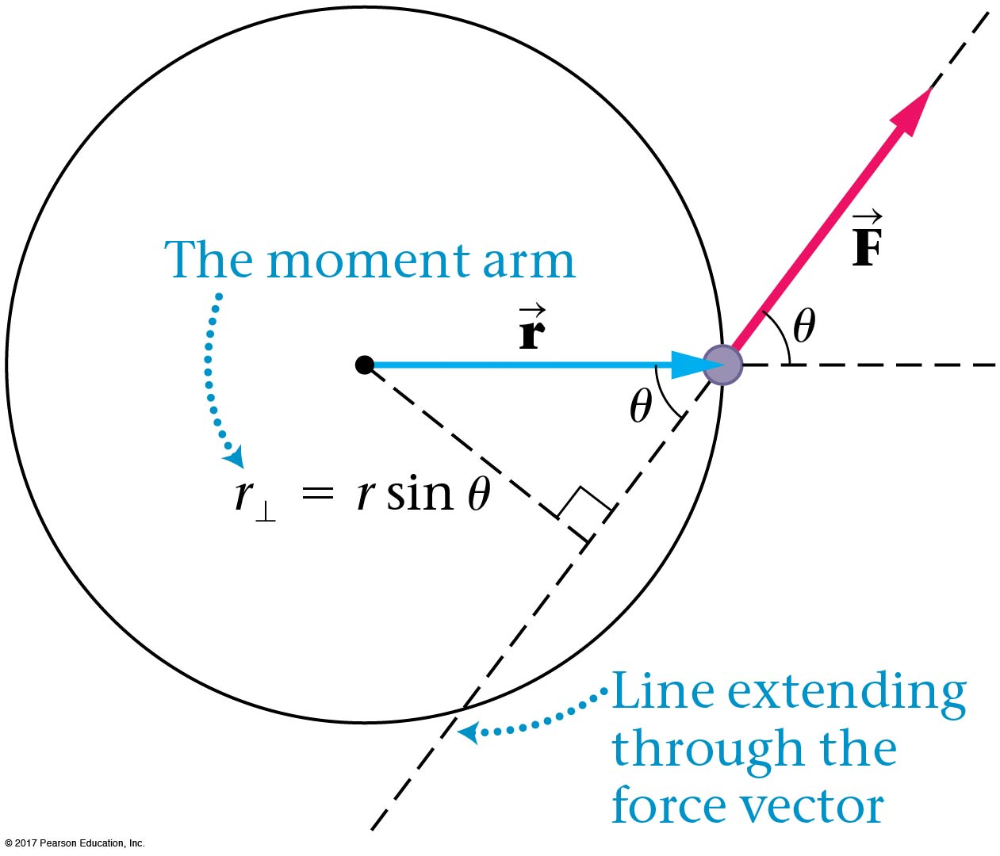 The moment arm
r⃗
F⃗
θ
θ
r⊥ = r sin θ
Line extending
through the
force vector
© 2017 Pearson Education, Inc.